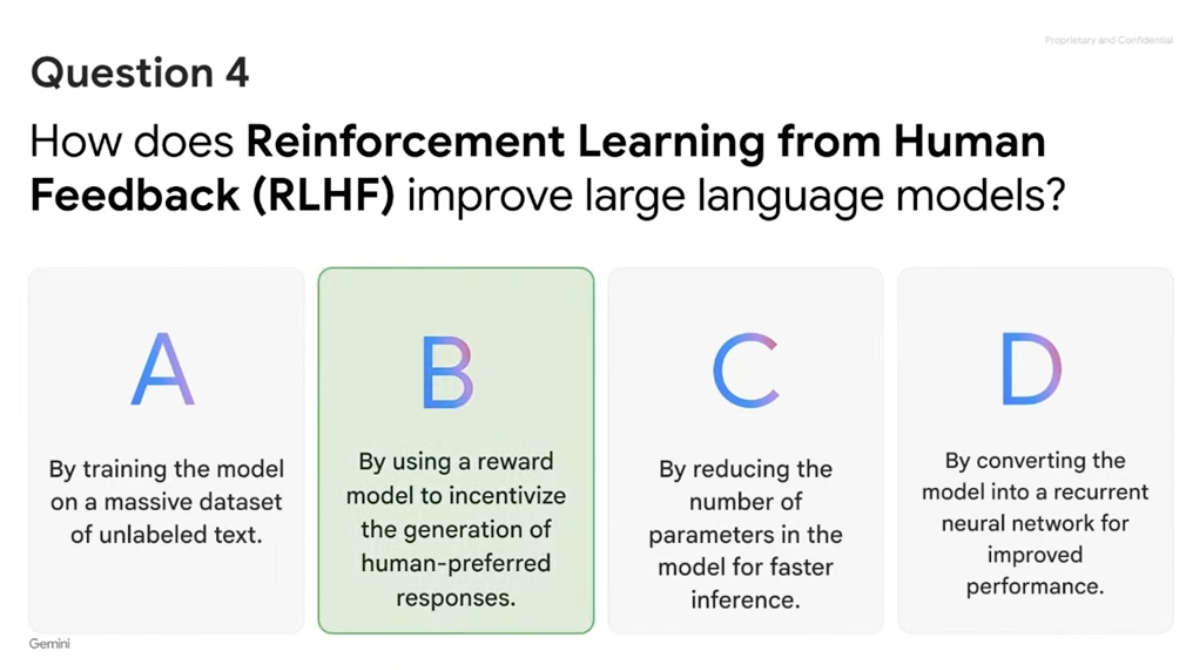 Proprietary and Confidential
Question 4
How does Reinforcement Learning from Human
Feedback (RLHF) improve large language models?
A
By training the model
on a massive dataset
of unlabeled text.
B
By using a reward
model to incentivize
the generation of
human-preferred
responses.
C
By reducing the
number of
parameters in the
model for faster
inference.
D
By converting the
model into a recurrent
neural network for
improved
performance.
Gemini